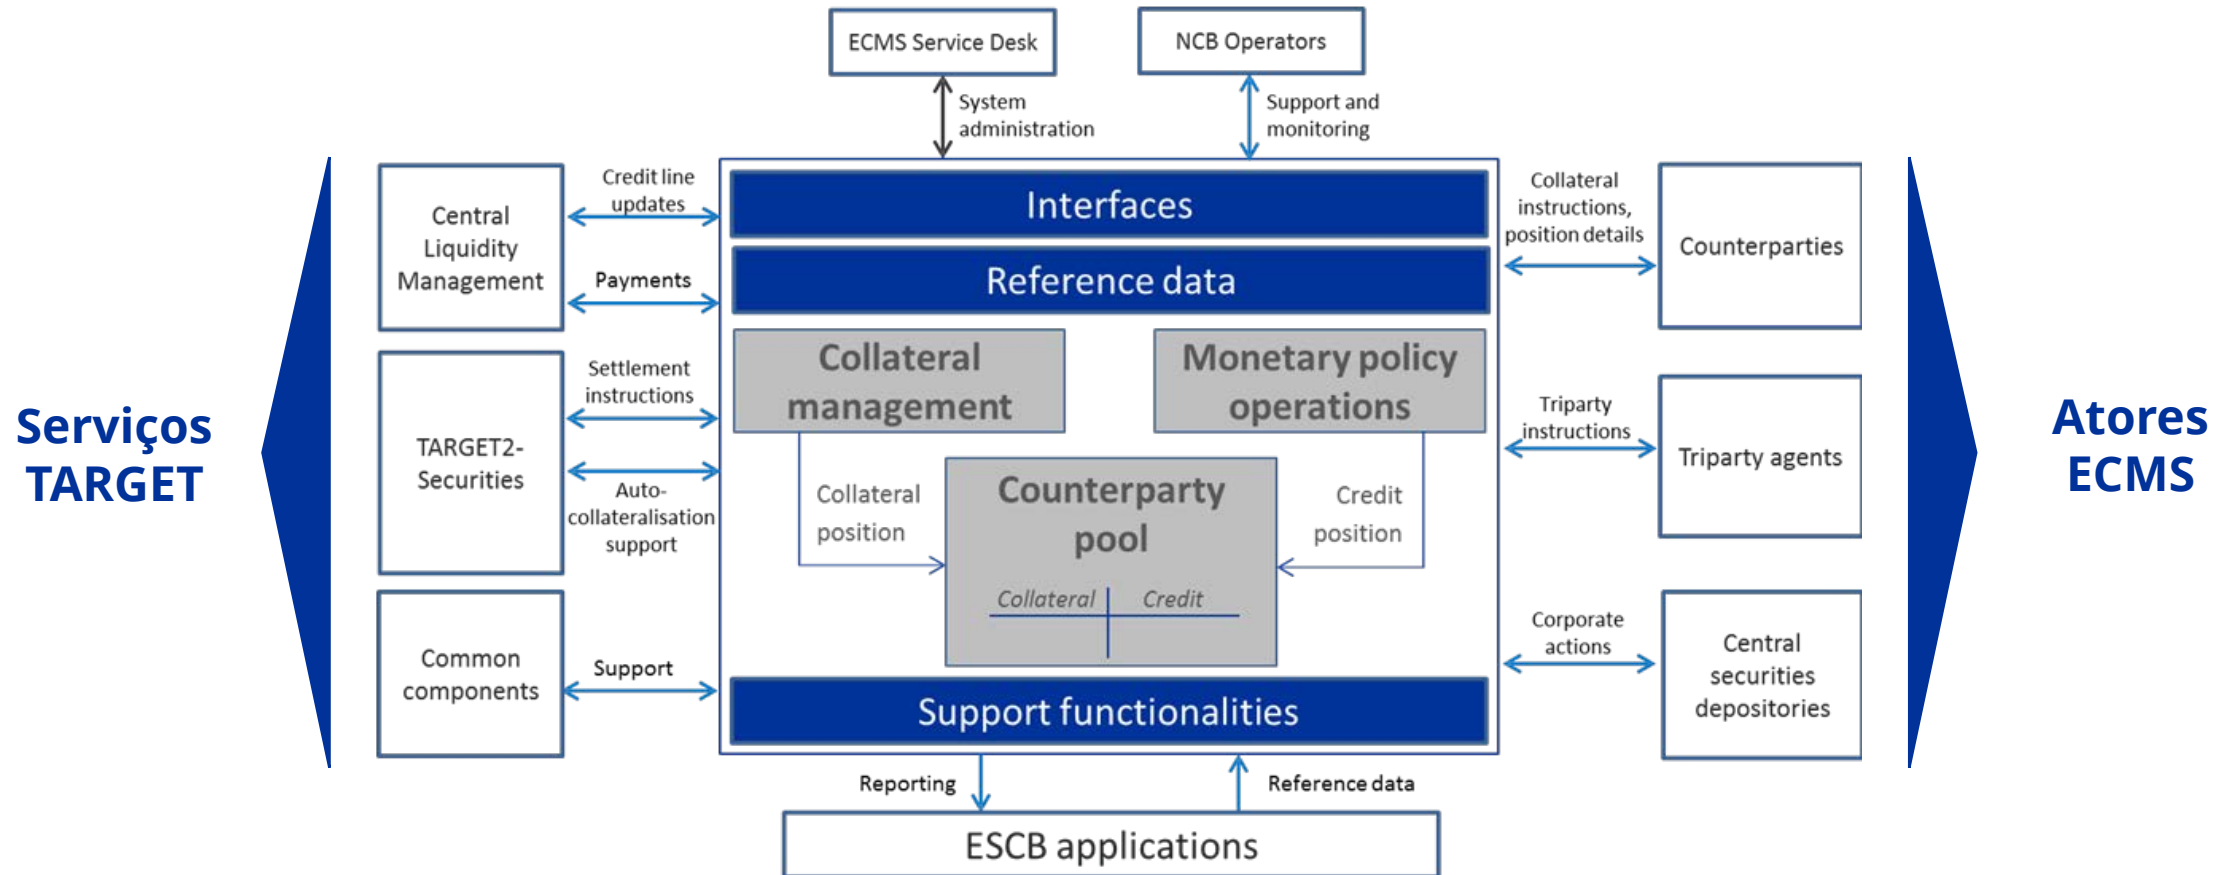 ECMS Service Desk
NCB Operators
System
administration
Support and
monitoring
Serviços
TARGET
Central
Liquidity
Management
Credit line
updates
Payments
TARGET2-
Securities
Settlement
instructions
Auto-
collateralisation
support
Common
components
Support
Interfaces
Reference data
Collateral
management
Monetary policy
operations
Collateral
position
Counterparty
pool
Collateral
Credit
Credit
position
Support functionalities
Collateral
instructions,
position details
Counterparties
Triparty
instructions
Triparty agents
Corporate
actions
Central
securities
depositories
Atores
ECMS
Reporting
Reference data
ESCB applications